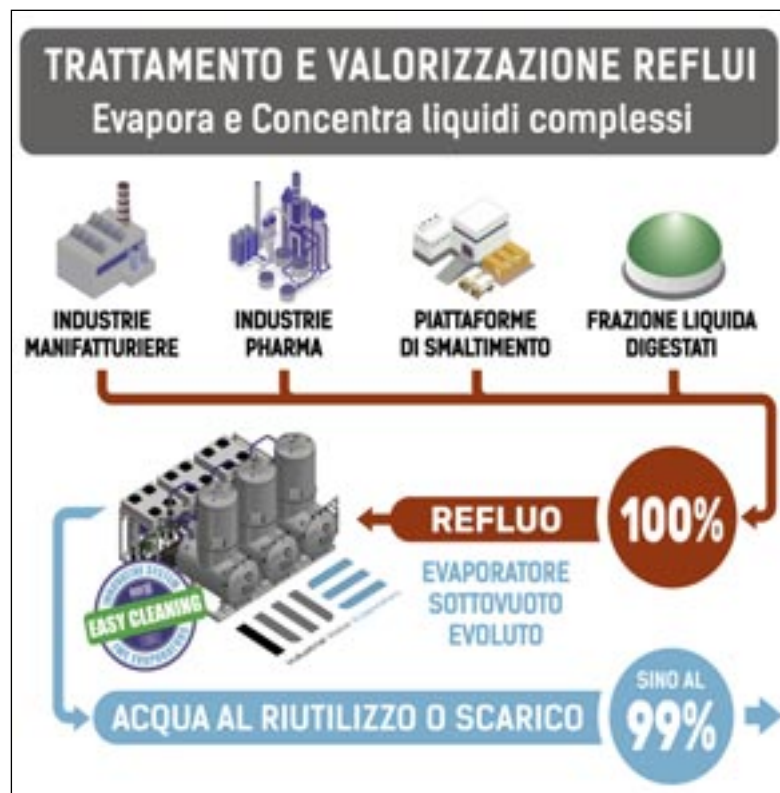 TRATTAMENTO E VALORIZZAZIONE REFLUI
Evapora e Concentra liquidi complessi
INDUSTRIE
MANIFATTURIERE
INDUSTRIE
PHARMA
PIATTAFORME
DI SMALTIMENTO
FRAZIONE LIQUIDA
DIGESTATI
REFLUO
100%
EVAPORATORE
SOTTOVUOTO
EVOLUTO
EASY CLEANING
ACQUA AL RIUTILIZZO O SCARICO
SINO AL
99%